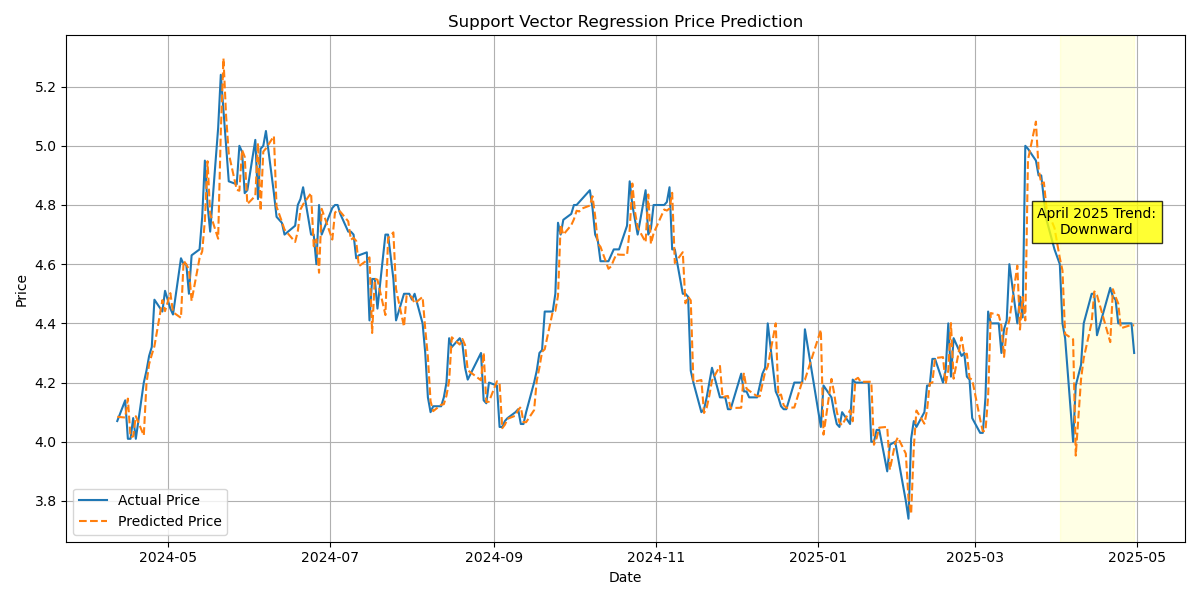 Support Vector Regression Price Prediction
Price
5.2
5.0
4.8
4.6
4.4
4.2
4.0
3.8
April 2025 Trend:
Downward
Actual Price
Predicted Price
2024-05 2024-07 2024-09 2024-11 2025-01 2025-03 2025-05
Date